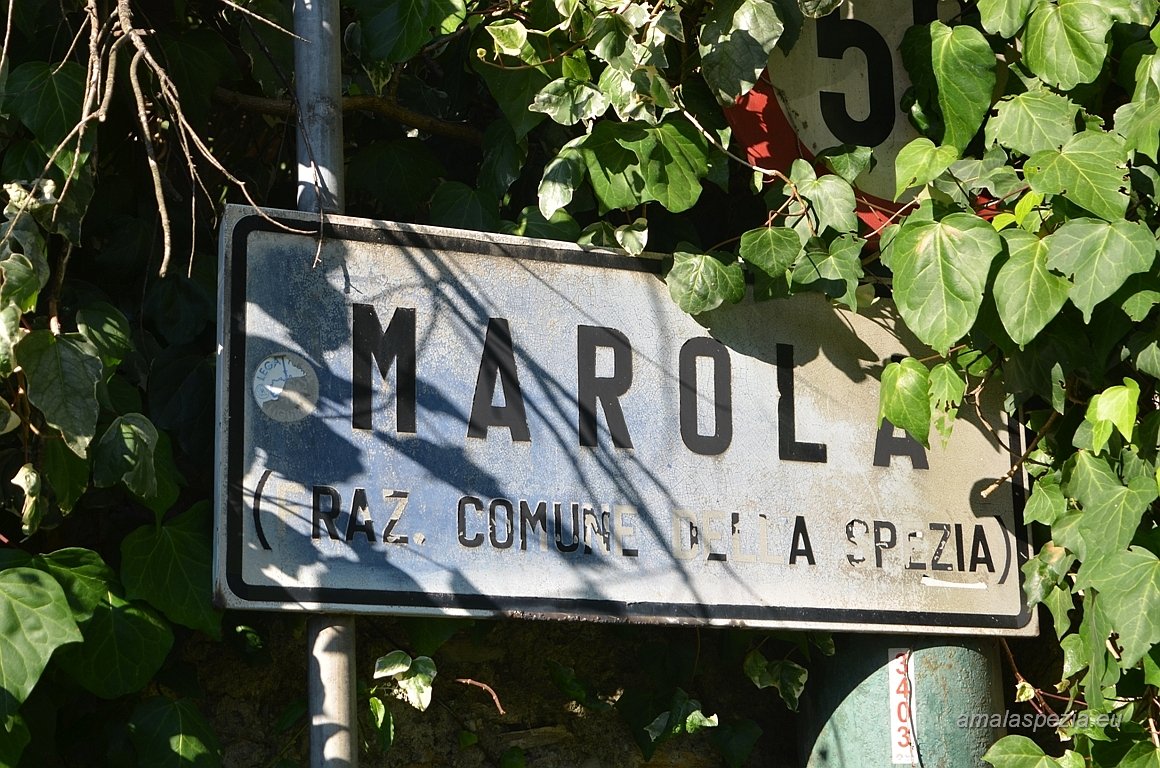 5
MAROLA
(FRAZ. COMUNE DELLA SPEZIA)
3403
amalaspezia.eu